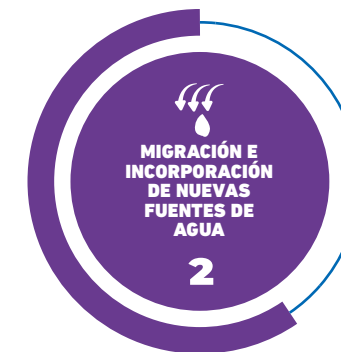 MIGRACIÓN E
INCORPORACIÓN
DE NUEVAS
FUENTES DE
AGUA
2